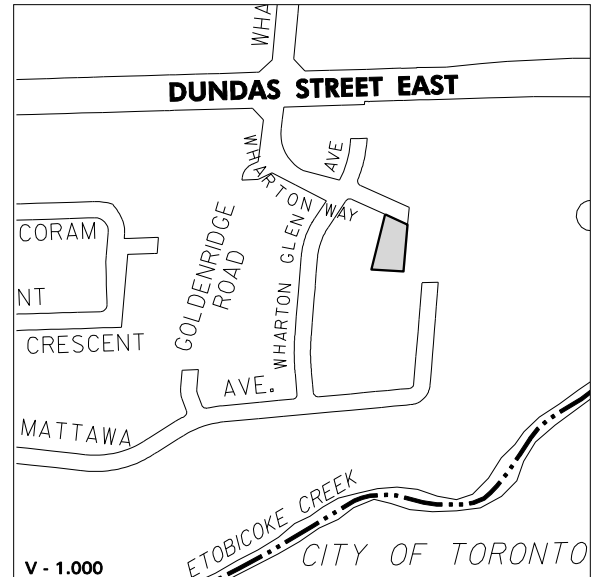 WHA
DUNDAS STREET EAST
WHARTON WAY
AVE
CORAM
GOLDENRIDGE
ROAD
WHARTON GLEN
NT
CRESCENT
AVE.
MATTAWA
ETOBICOKE CREEK
CITY OF TORONTO
V - 1.000